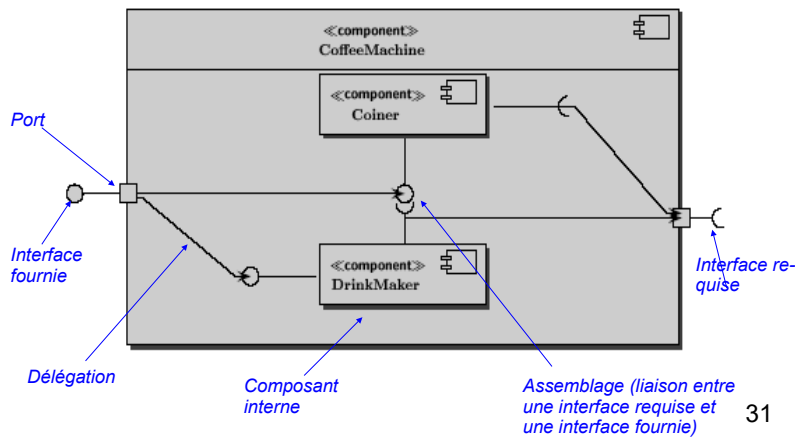 ≪component≫
CoffeeMachine
≪component≫
Coiner
Port
Interface
fournie
≪component≫
DrinkMaker
Interface re-
quise
Délégation
Composant
interne
Assemblage (liaison entre
une interface requise et
une interface fournie)
31